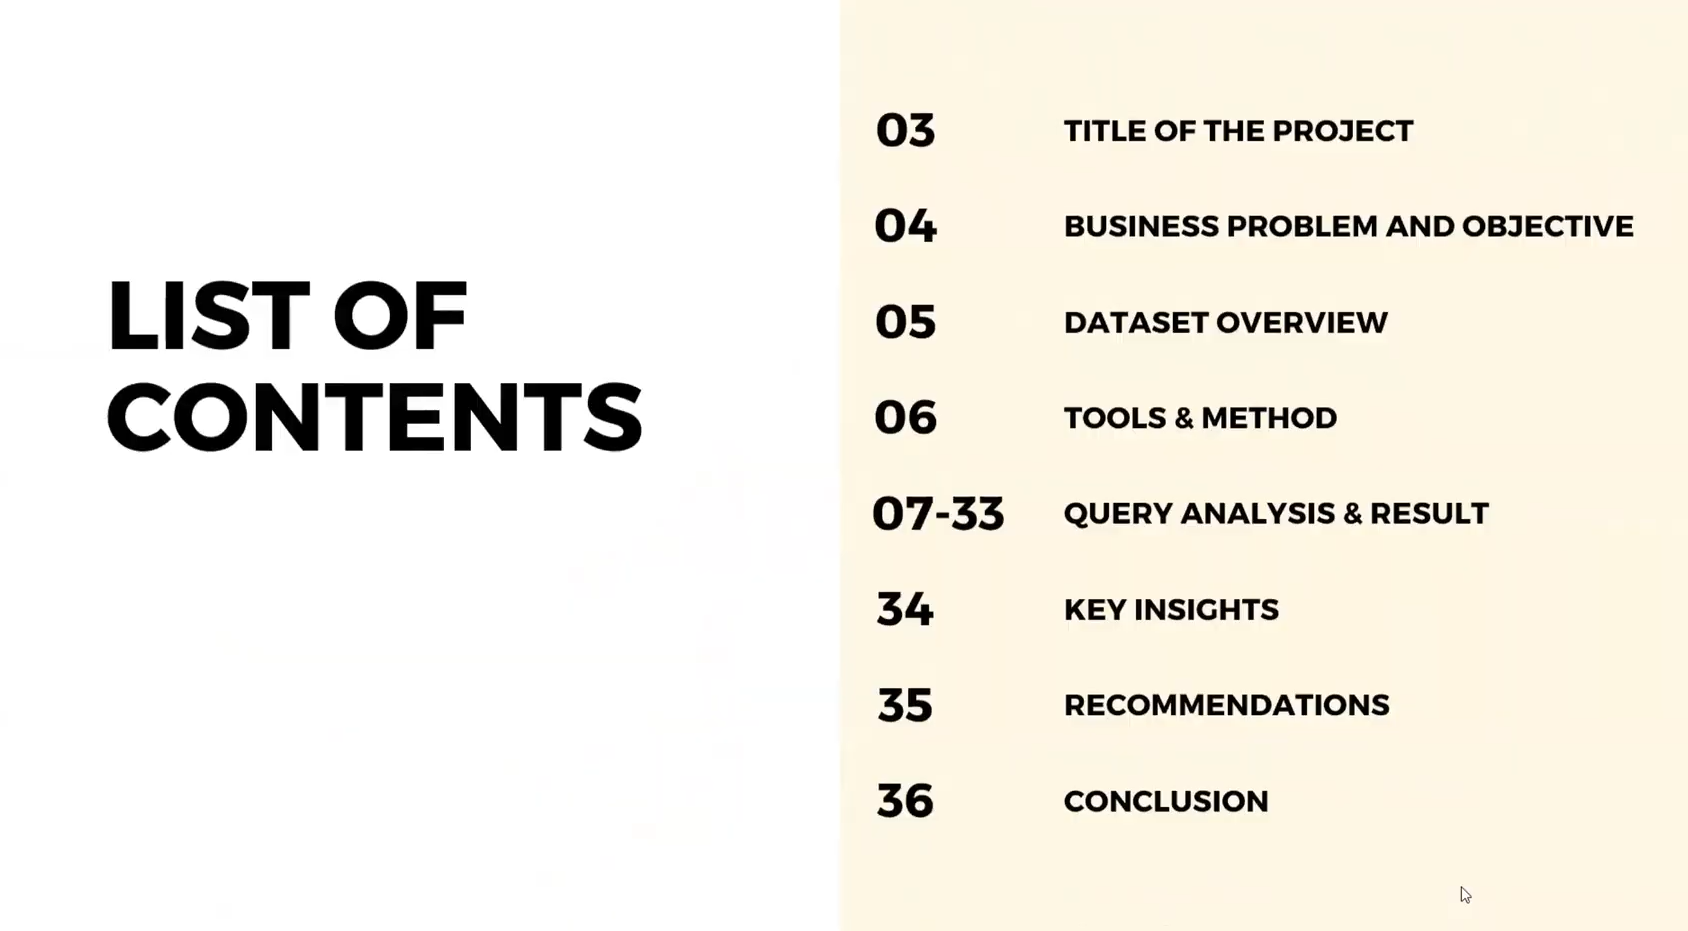 LIST OF
CONTENTS
03 TITLE OF THE PROJECT
04 BUSINESS PROBLEM AND OBJECTIVE
05 DATASET OVERVIEW
06 TOOLS & METHOD
07-33 QUERY ANALYSIS & RESULT
34 KEY INSIGHTS
35 RECOMMENDATIONS
36 CONCLUSION